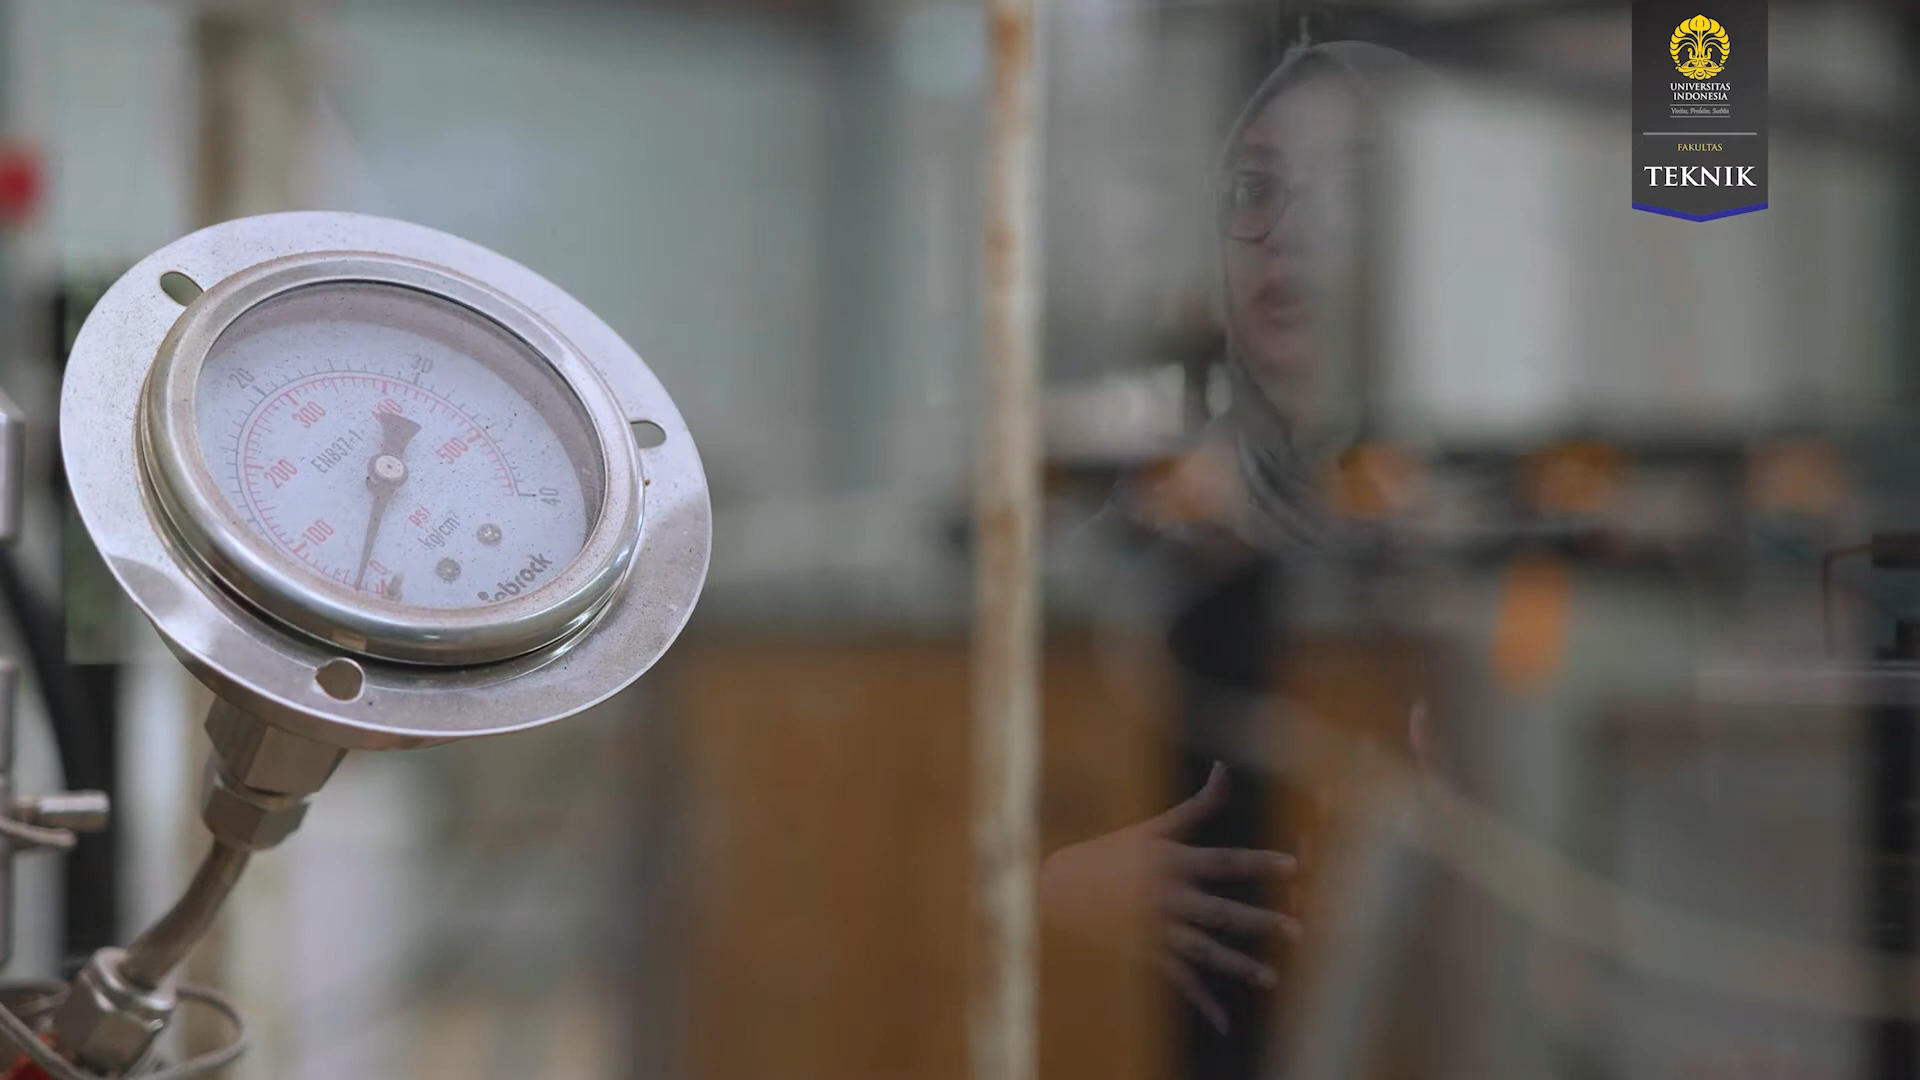 UNIVERSITAS
INDONESIA
Veritas, Probitas, Iustitia
FAKULTAS
TEKNIK
20
30
300
400
EN837-1
500
200
40
100
psi
kg/cm²
0